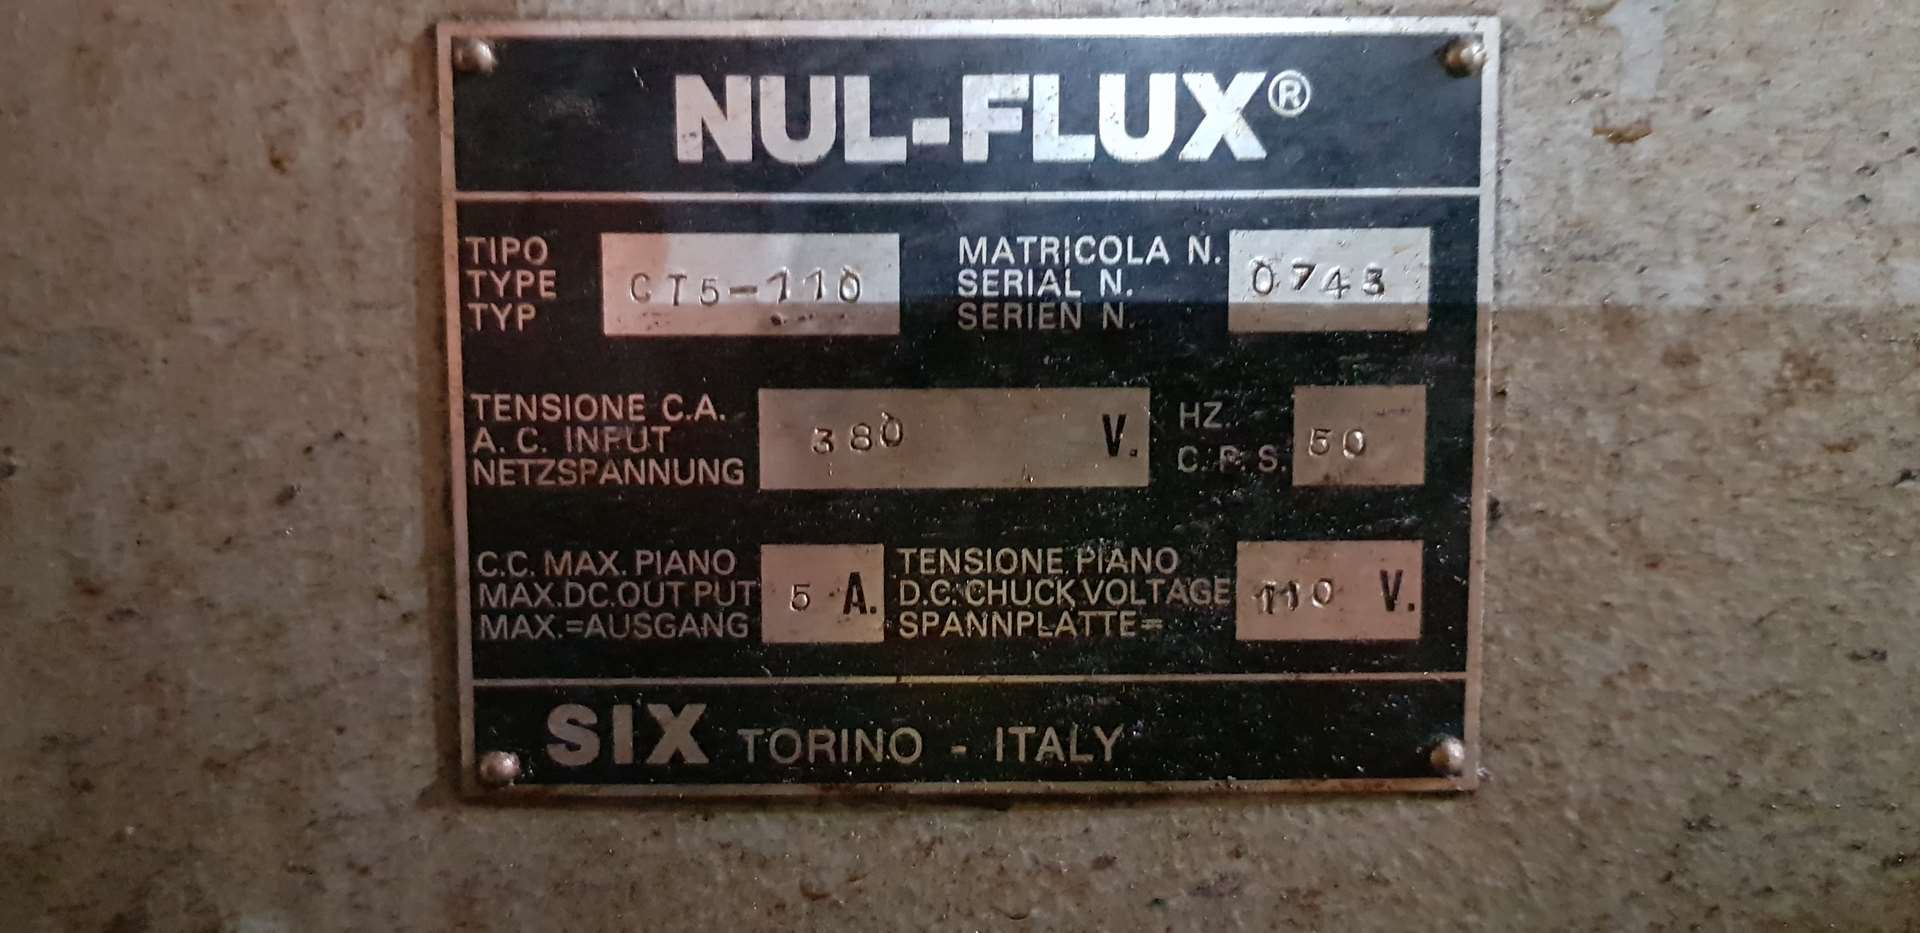 NUL-FLUX®
TIPO
TYPE
TYP
CT5-110
MATRICOLA N.
SERIAL N.
SERIEN N.
0743
TENSIONE C.A.
A.C. INPUT
NETZSPANNUNG
380 V.
HZ.
C.P.S.
50
C.C. MAX. PIANO
MAX.DC.OUT PUT
MAX.=AUSGANG
5 A.
TENSIONE PIANO
D.C. CHUCK VOLTAGE
SPANNPLATTE=
110 V.
SIX TORINO - ITALY